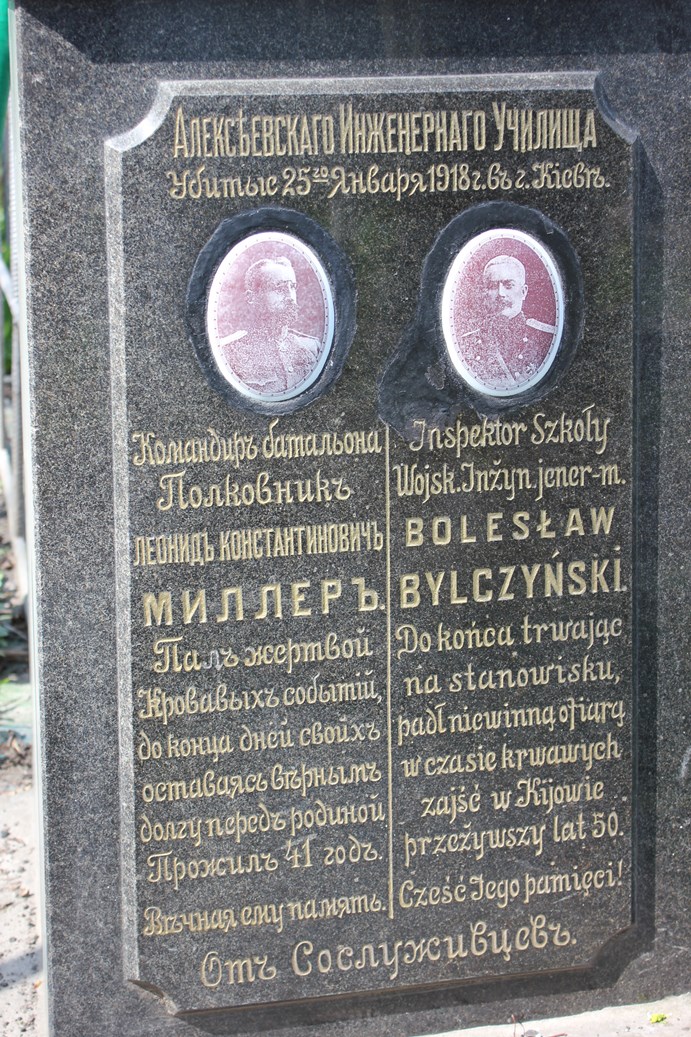 Алексѣевскаго Инженернаго Училища
Убитые 25го Января 1918 г. въ г. Кіевѣ.
Командиръ батальона
Полковникъ
Леонидъ Константиновичъ
Миллеръ.
Палъ жертвой
Кровавыхъ событій,
до конца дней свойхъ
оставаясь вѣрнымъ
долгу передъ родиной
Прожилъ 41 годъ.
Вѣчная ему память.
Inspektor Szkoły
Wojsk. Inżyn jener-m.
BOLESŁAW
BYLCZYŃSKI.
Do końca trwając
na stanowisku,
padł niewinną ofiarą
w czasie krwawych
zajść w Kijowie
przeżywszy lat 50.
Cześć Jego pamięci!
Отъ Сослуживцевъ.